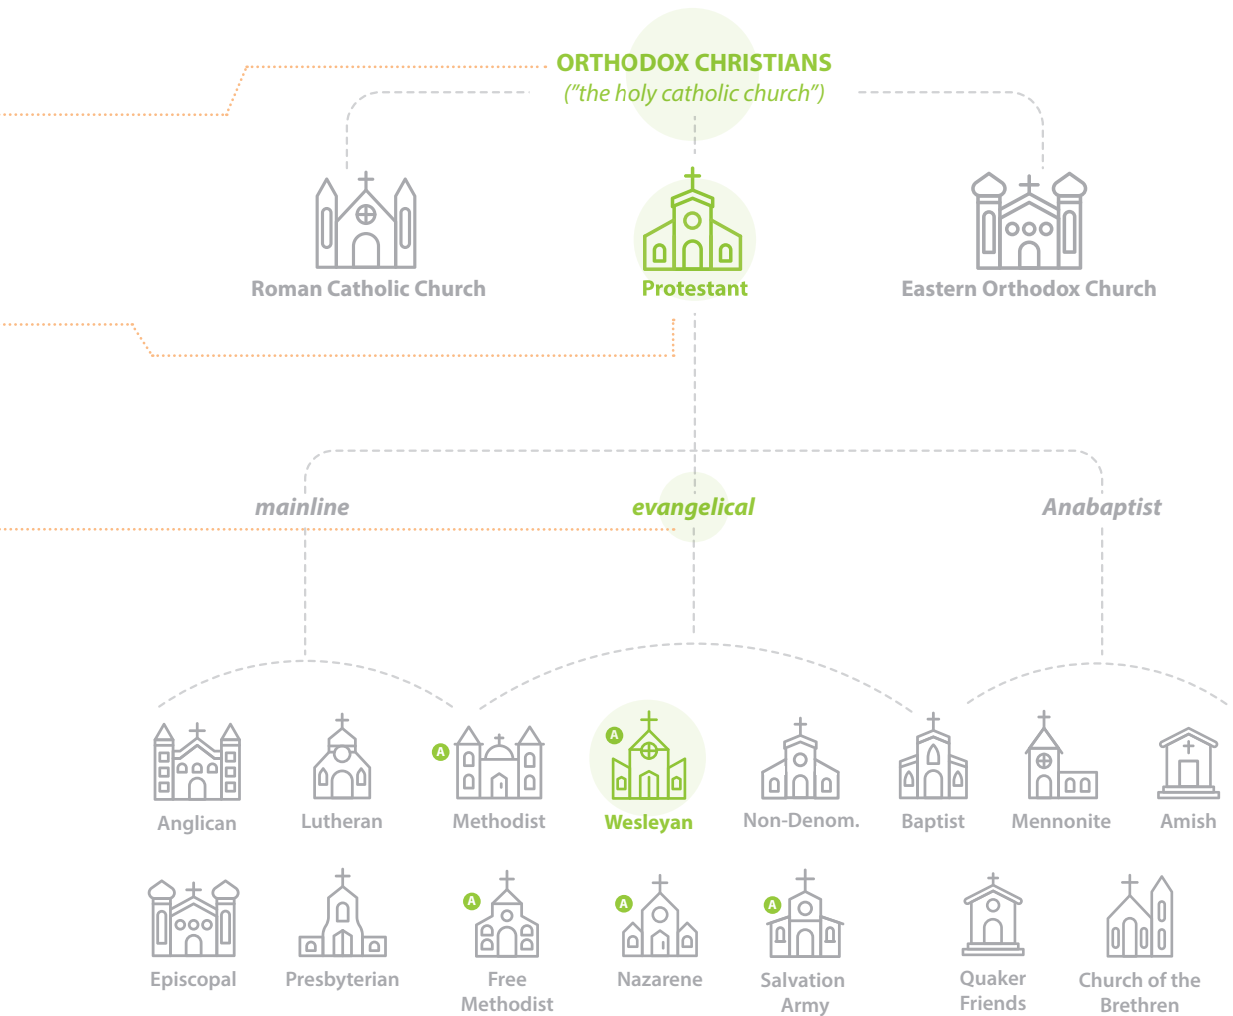 ORTHODOX CHRISTIANS
("the holy catholic church")
Roman Catholic Church
Protestant
Eastern Orthodox Church
mainline
evangelical
Anabaptist
A
A
Anglican
Lutheran
Methodist
Wesleyan
Non-Denom.
Baptist
Mennonite
Amish
A
A
A
Episcopal
Presbyterian
Free
Methodist
Nazarene
Salvation
Army
Quaker
Friends
Church of the
Brethren